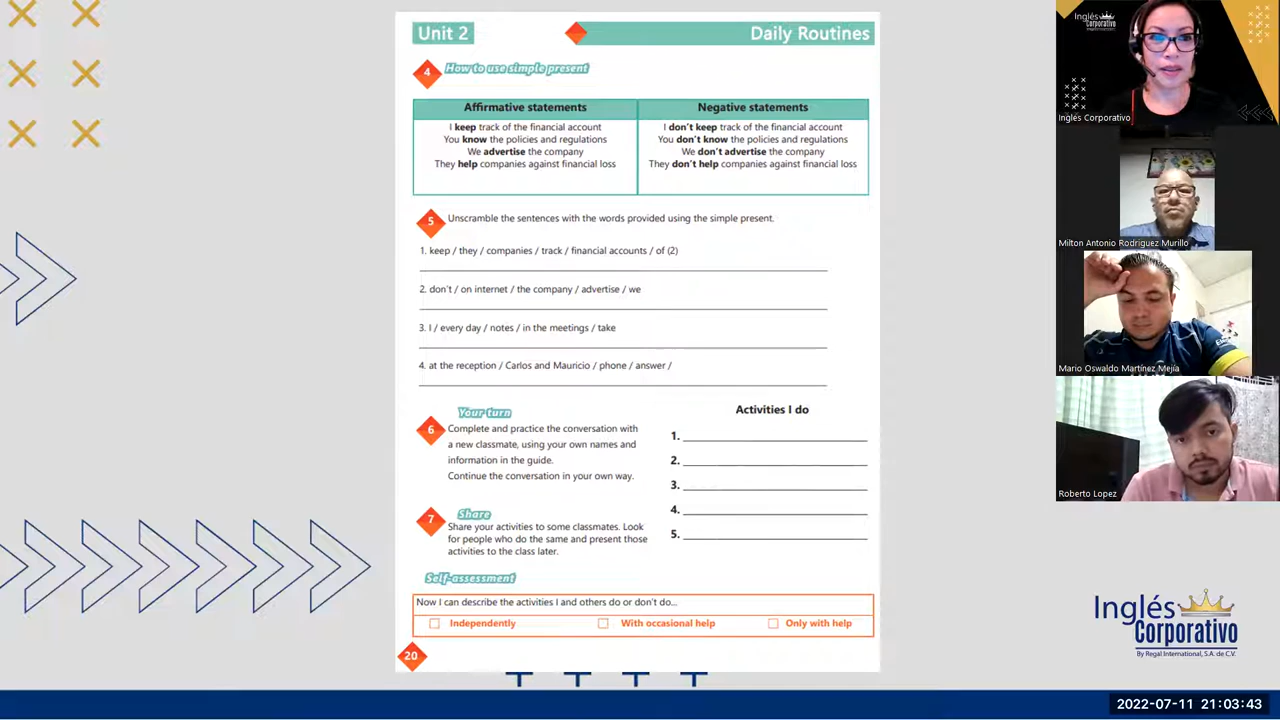 Unit 2
Daily Routines
4
How to use simple present
Affirmative statements
Negative statements
I keep track of the financial account
You know the policies and regulations
We advertise the company
They help companies against financial loss
I don't keep track of the financial account
You don't know the policies and regulations
We don't advertise the company
They don't help companies against financial loss
5
Unscramble the sentences with the words provided using the simple present.
1. keep / they / companies / track / financial accounts / of (2)
2. don't / on internet / the company / advertise / we
3. I / every day / notes / in the meetings / take
4. at the reception / Carlos and Mauricio / phone / answer /
Your turn
6
Complete and practice the conversation with
a new classmate, using your own names and
information in the guide.
Continue the conversation in your own way.
Activities I do
1.
2.
3.
4.
5.
Share
7
Share your activities to some classmates. Look
for people who do the same and present those
activities to the class later.
Self-assessment
Now I can describe the activities I and others do or don't do...
Independently
With occasional help
Only with help
20
Inglés
Corporativo
Inglés Corporativo
Milton Antonio Rodriguez Murillo
Mario Oswaldo Martínez Mejía
Roberto Lopez
Inglés
Corporativo
By Regal International, S.A. de C.V.
2022-07-11 21:03:43